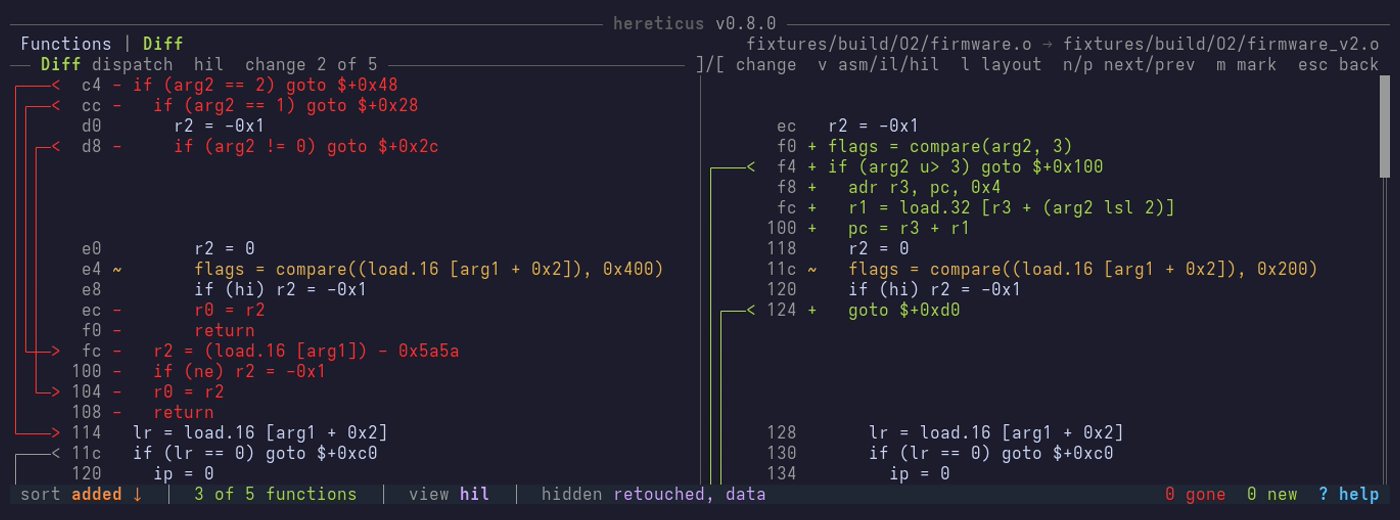 hereticus v0.8.0
Functions | Diff fixtures/build/O2/firmware.o → fixtures/build/O2/firmware_v2.o
Diff dispatch hil change 2 of 5 ]/[ change v asm/il/hil l layout n/p next/prev m mark esc back
c4 - if (arg2 == 2) goto $+0x48
cc - if (arg2 == 1) goto $+0x28
d0 r2 = -0x1
d8 - if (arg2 != 0) goto $+0x2c
e0 r2 = 0
e4 ~ flags = compare((load.16 [arg1 + 0x2]), 0x400)
e8 if (hi) r2 = -0x1
ec - r0 = r2
f0 - return
fc - r2 = (load.16 [arg1]) - 0x5a5a
100 - if (ne) r2 = -0x1
104 - r0 = r2
108 - return
114 lr = load.16 [arg1 + 0x2]
11c if (lr == 0) goto $+0xc0
120 ip = 0
ec r2 = -0x1
f0 + flags = compare(arg2, 3)
f4 + if (arg2 u> 3) goto $+0x100
f8 + adr r3, pc, 0x4
fc + r1 = load.32 [r3 + (arg2 lsl 2)]
100 + pc = r3 + r1
118 r2 = 0
11c ~ flags = compare((load.16 [arg1 + 0x2]), 0x200)
120 if (hi) r2 = -0x1
124 + goto $+0xd0
128 lr = load.16 [arg1 + 0x2]
130 if (lr == 0) goto $+0xc0
134 ip = 0
sort added ↓ | 3 of 5 functions | view hil | hidden retouched, data 0 gone 0 new ? help